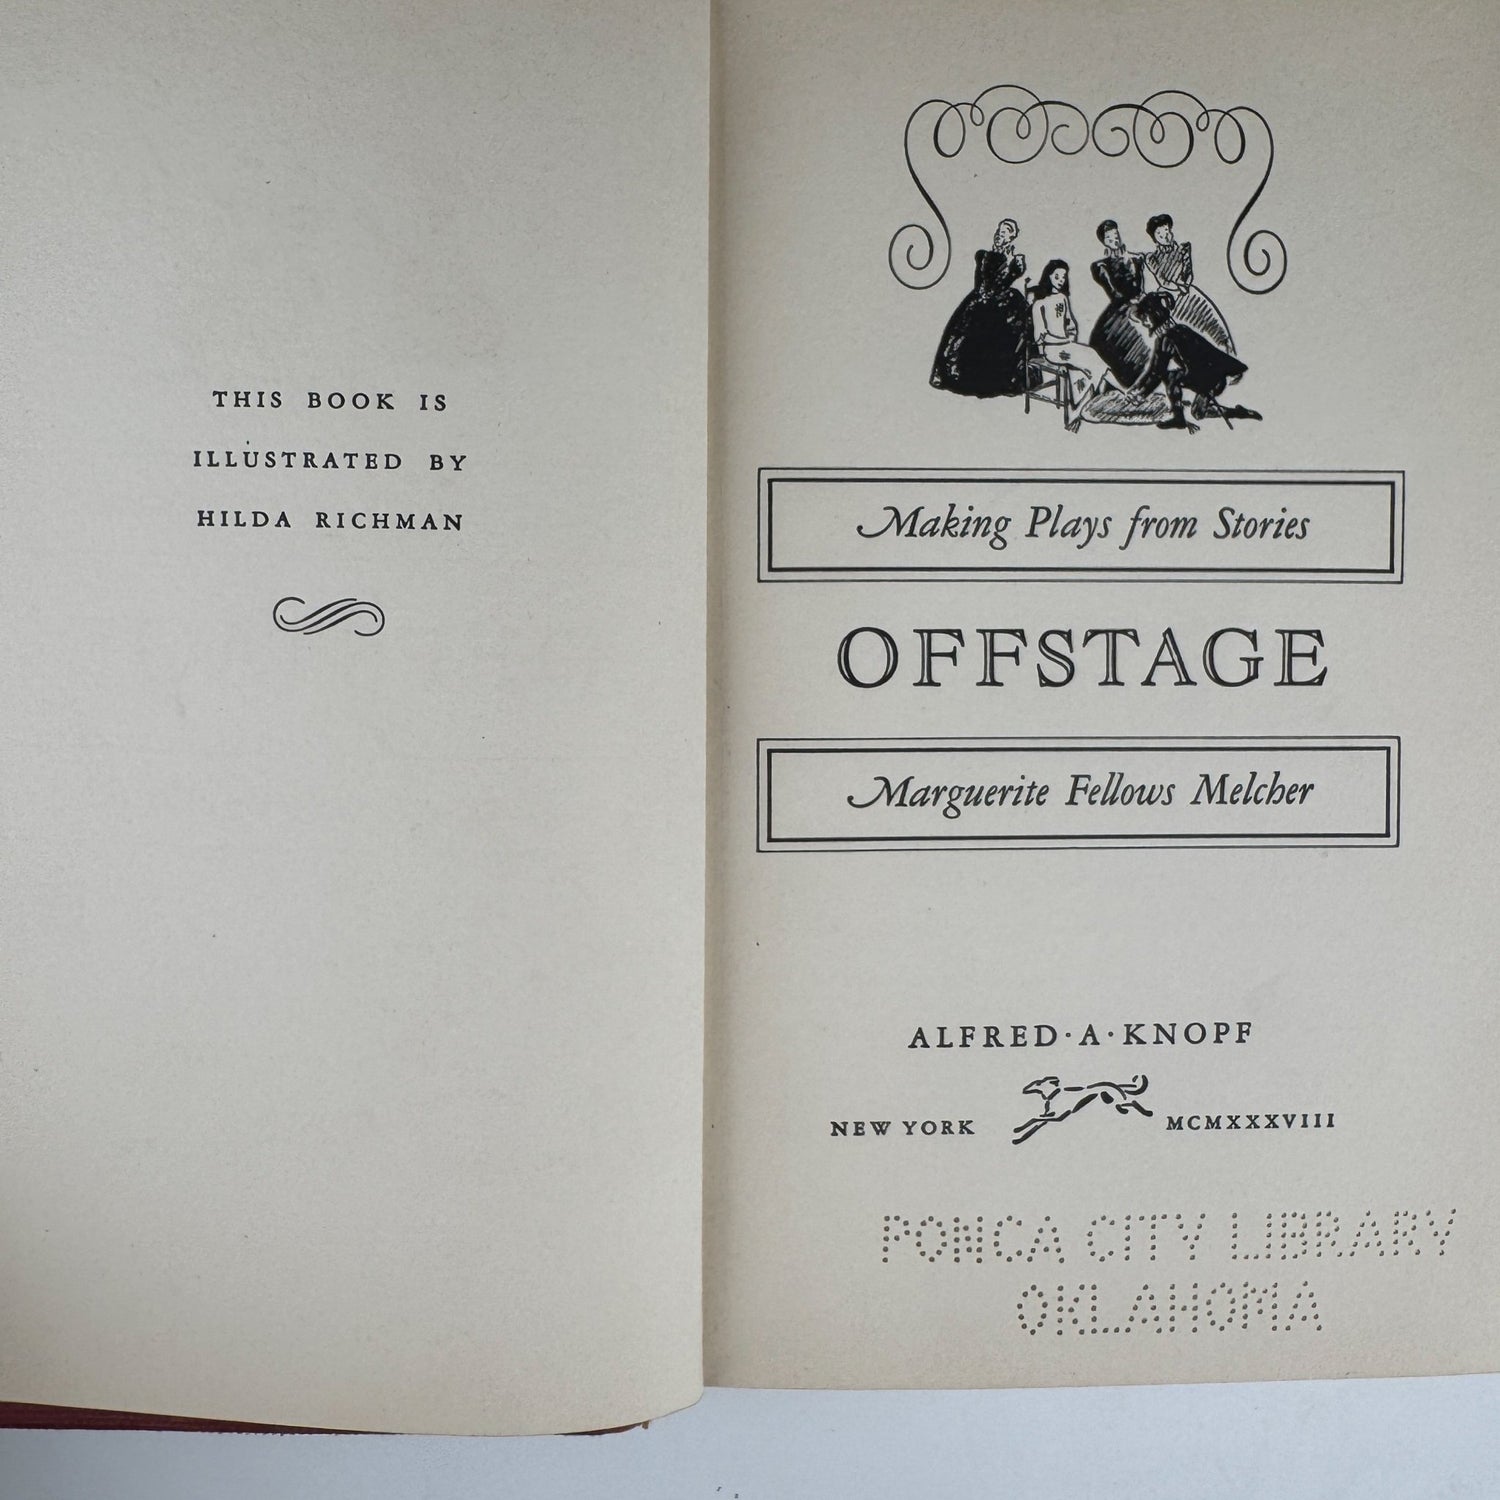 THIS BOOK IS
ILLUSTRATED BY
HILDA RICHMAN
Making Plays from Stories
OFFSTAGE
Marguerite Fellows Melcher
ALFRED · A · KNOPF
NEW YORK MCMXXXVIII
PONCA CITY LIBRARY
OKLAHOMA